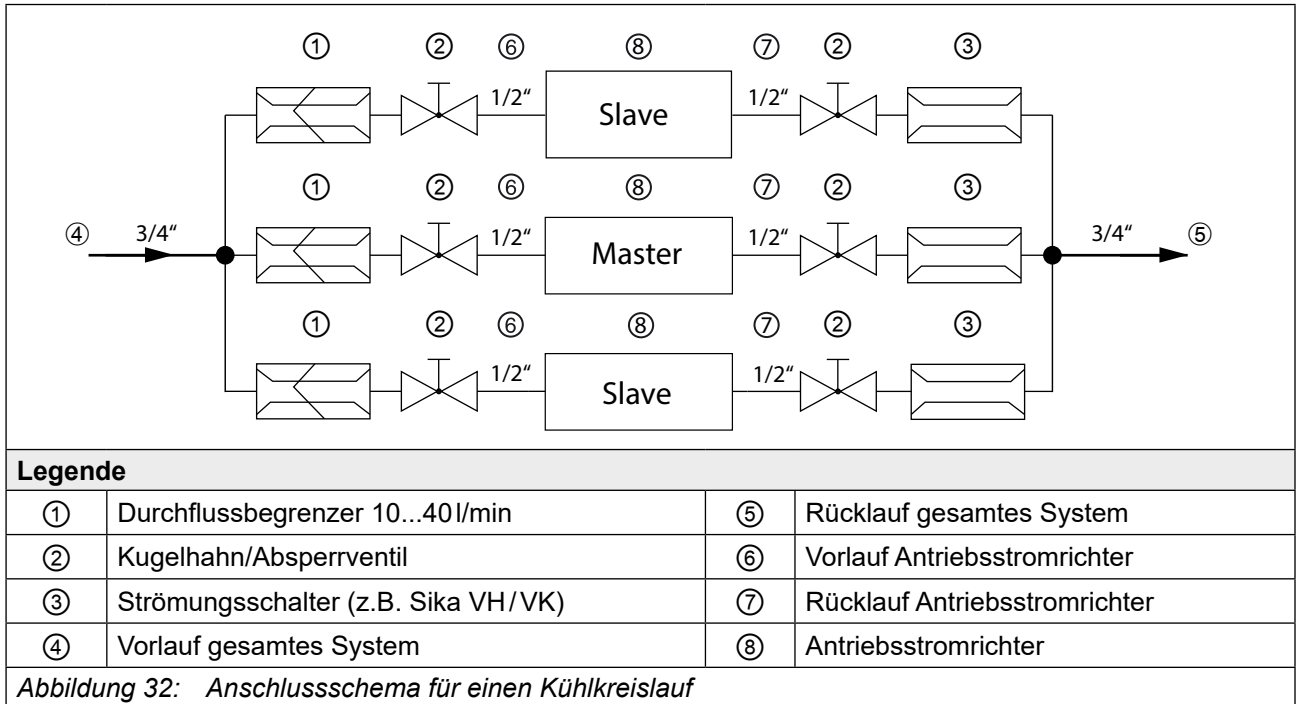 ① ② ⑥ ⑧ ⑦ ② ③
1/2“ Slave 1/2“
① ② ⑥ ⑧ ⑦ ② ③
④ 3/4“ 1/2“ Master 1/2“ 3/4“ ⑤
① ② ⑥ ⑧ ⑦ ② ③
1/2“ Slave 1/2“
Legende
① Durchflussbegrenzer 10...40 l/min ⑤ Rücklauf gesamtes System
② Kugelhahn/Absperrventil ⑥ Vorlauf Antriebsstromrichter
③ Strömungsschalter (z.B. Sika VH/VK) ⑦ Rücklauf Antriebsstromrichter
④ Vorlauf gesamtes System ⑧ Antriebsstromrichter
Abbildung 32: Anschlussschema für einen Kühlkreislauf